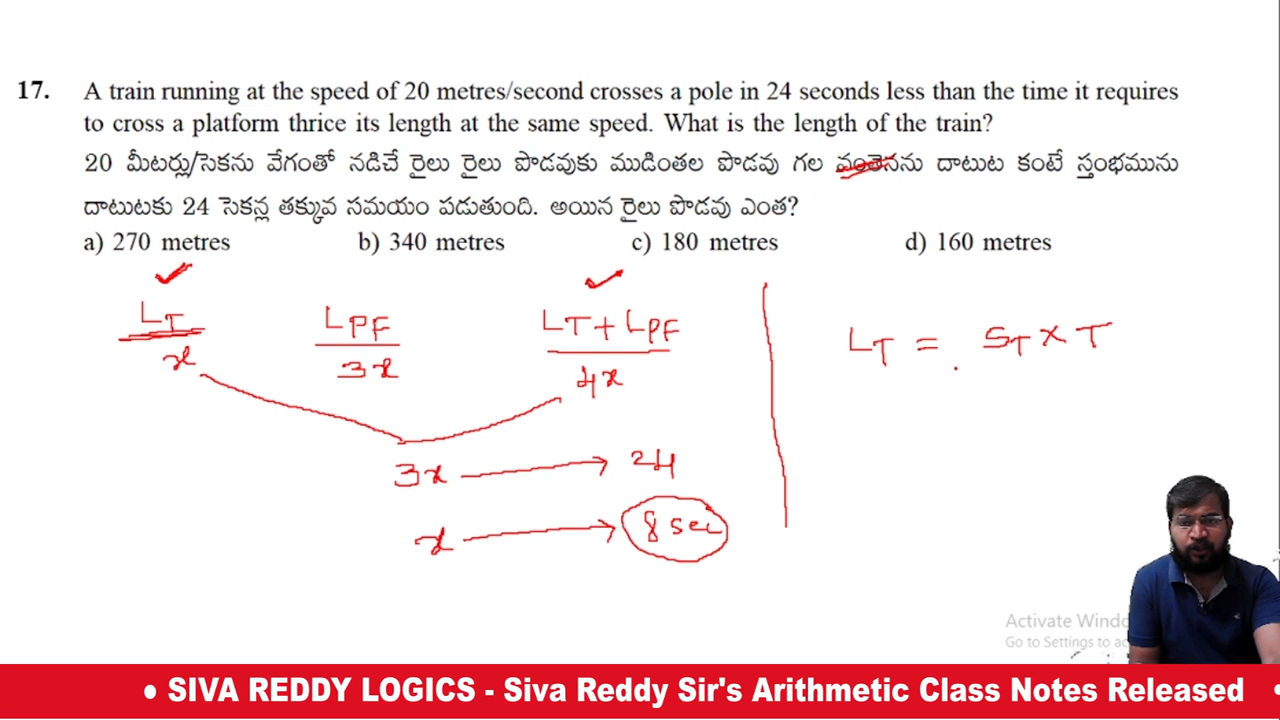 17. A train running at the speed of 20 metres/second crosses a pole in 24 seconds less than the time it requires
to cross a platform thrice its length at the same speed. What is the length of the train?
20 మీటర్లు/సెకను వేగంతో నడిచే రైలు రైలు పొడవుకు ముడింతల పొడవు గల వంతెనను దాటుట కంటే స్తంభమును
దాటుటకు 24 సెకన్ల తక్కువ సమయం పడుతుంది. అయిన రైలు పొడవు ఎంత?
a) 270 metres b) 340 metres c) 180 metres d) 160 metres
LT LPF LT + LPF
x 3x 4x
LT = ST x T
3x → 24
x → 8 sec
Activate Windo
Go to Settings to ac
• SIVA REDDY LOGICS - Siva Reddy Sir's Arithmetic Class Notes Released •